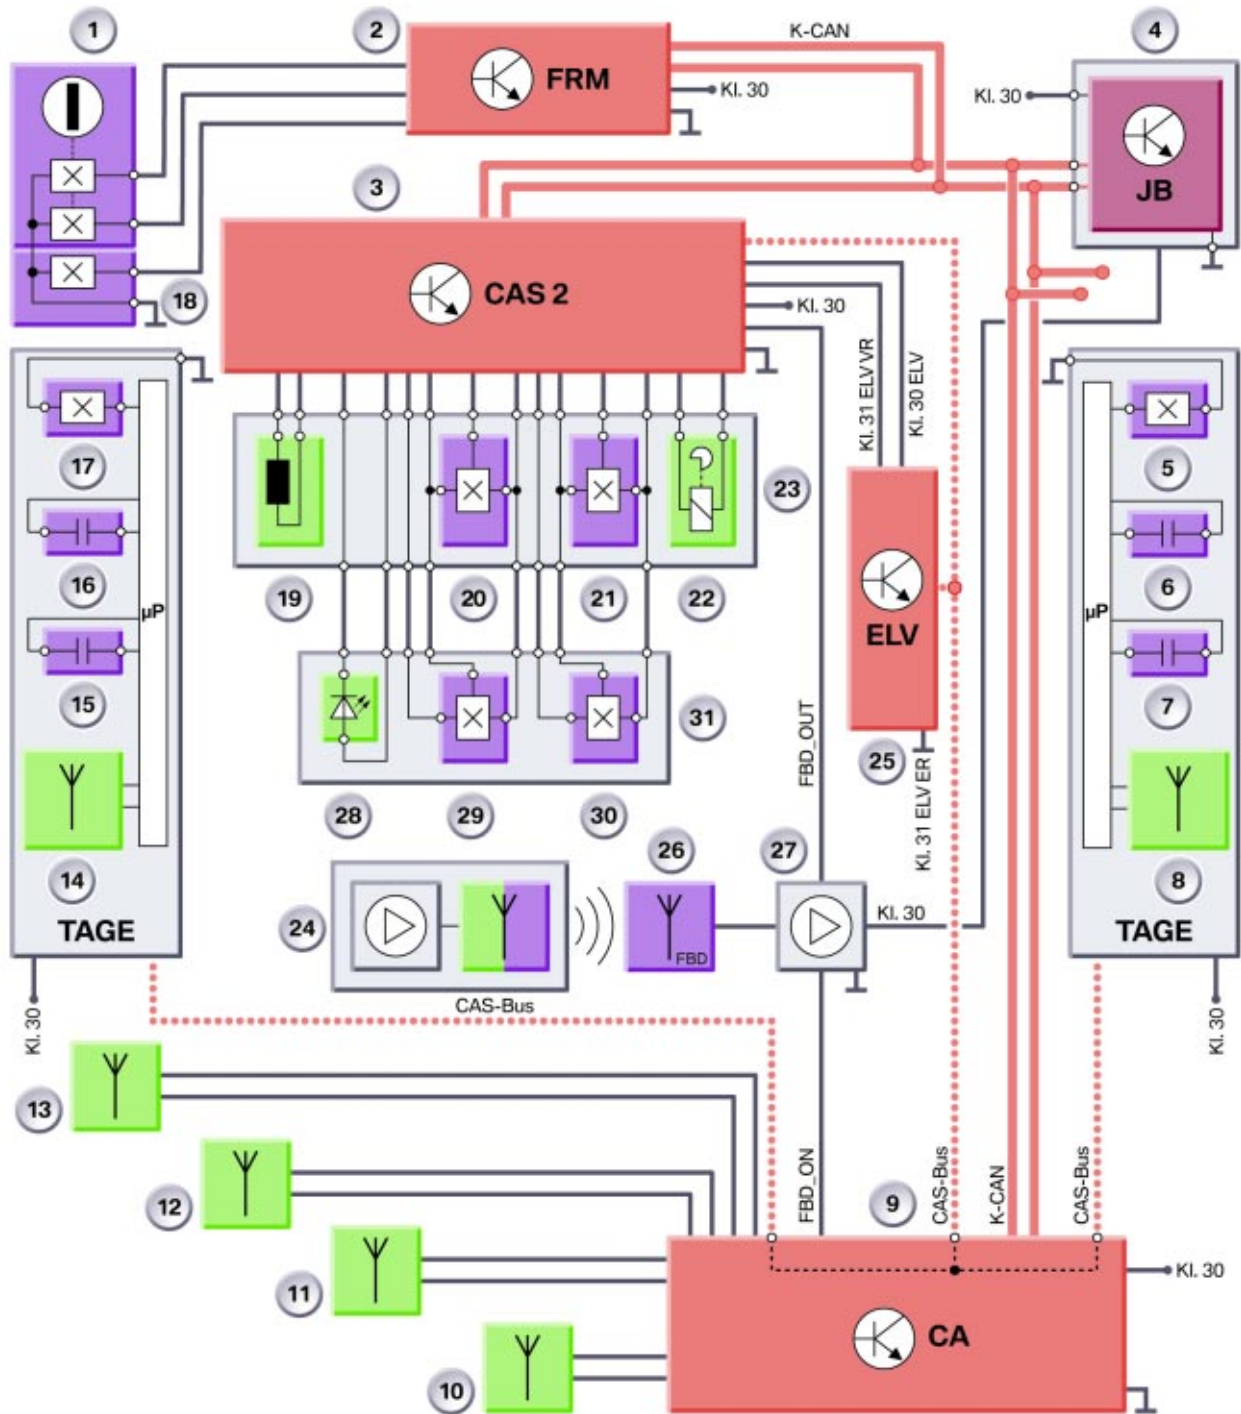 1
2
K-CAN
4
FRM
Kl. 30
Kl. 30
JB
3
CAS 2
18
Kl. 30
Kl. 31 ELV VR
Kl. 30 ELV
17
5
23
16
19
20
21
22
6
µP
ELV
µP
15
31
7
FBD_OUT
25
28
29
30
Kl. 31 ELV ER
26
27
14
8
24
Kl. 30
TAGE
FBD
TAGE
CAS-Bus
Kl. 30
Kl. 30
13
12
FBD_ON
9
CAS-Bus
K-CAN
CAS-Bus
11
Kl. 30
CA
10